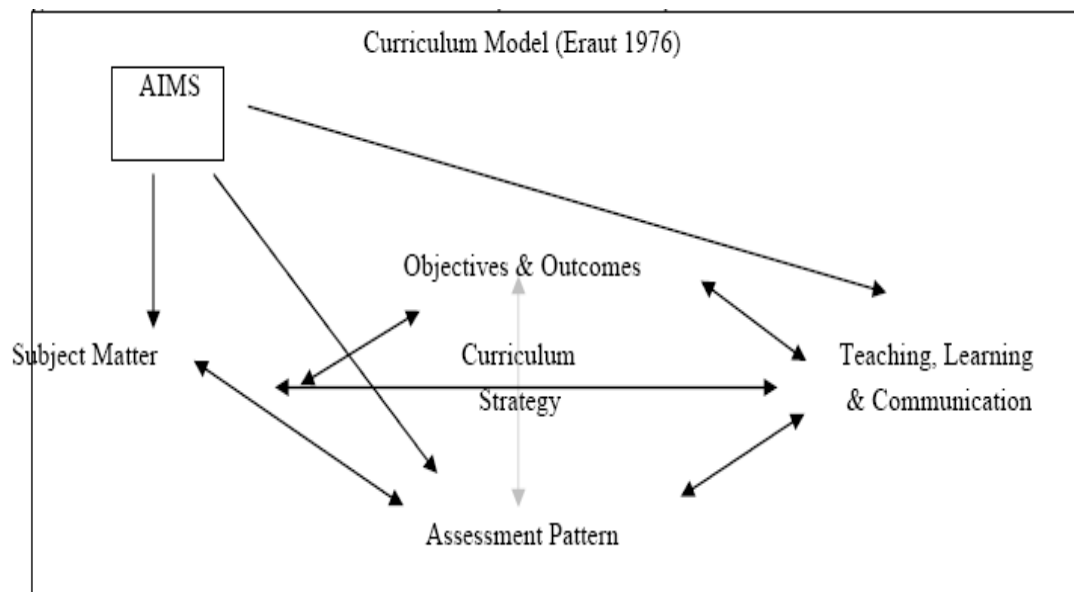 Curriculum Model (Eraut 1976)
AIMS
Objectives & Outcomes
Subject Matter
Curriculum
Strategy
Teaching, Learning
& Communication
Assessment Pattern